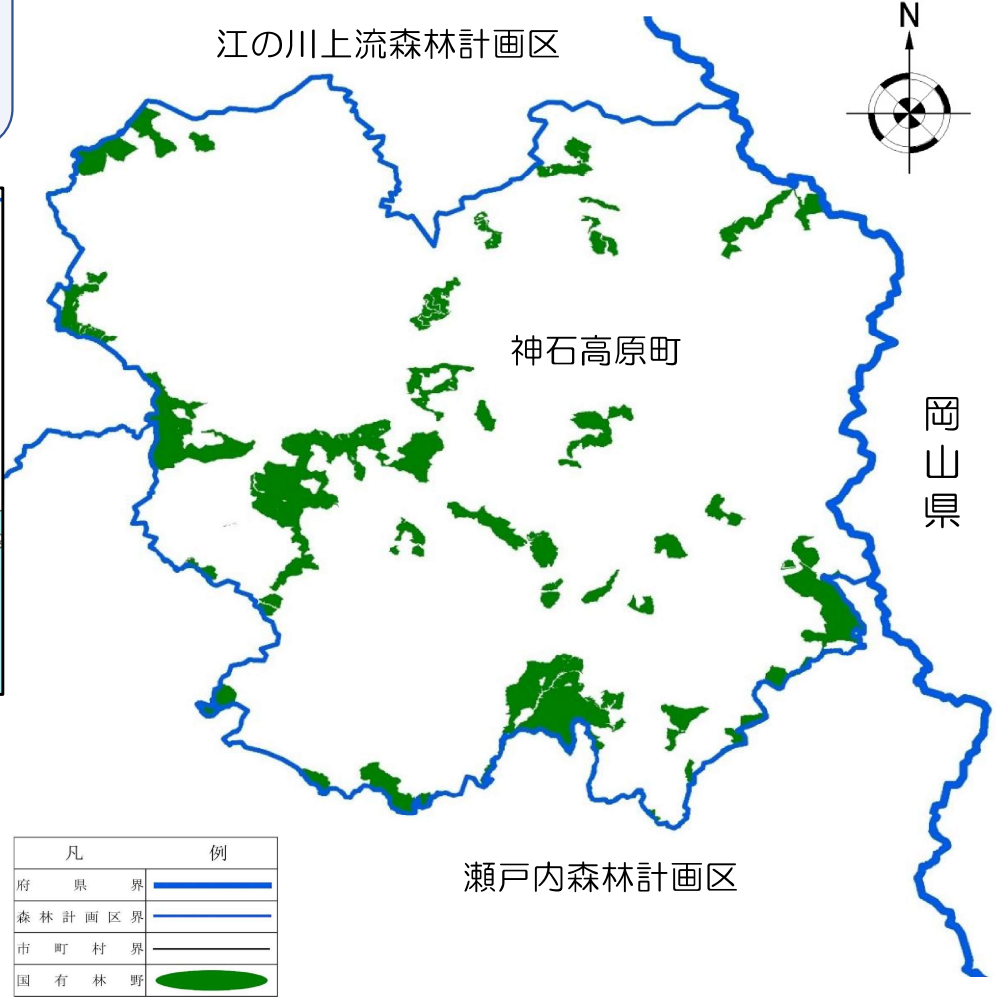 江の川上流森林計画区
N
神石高原町
岡山県
瀬戸内森林計画区
凡 例
府 県 界
森林計画区界
市 町 村 界
国 有 林 野